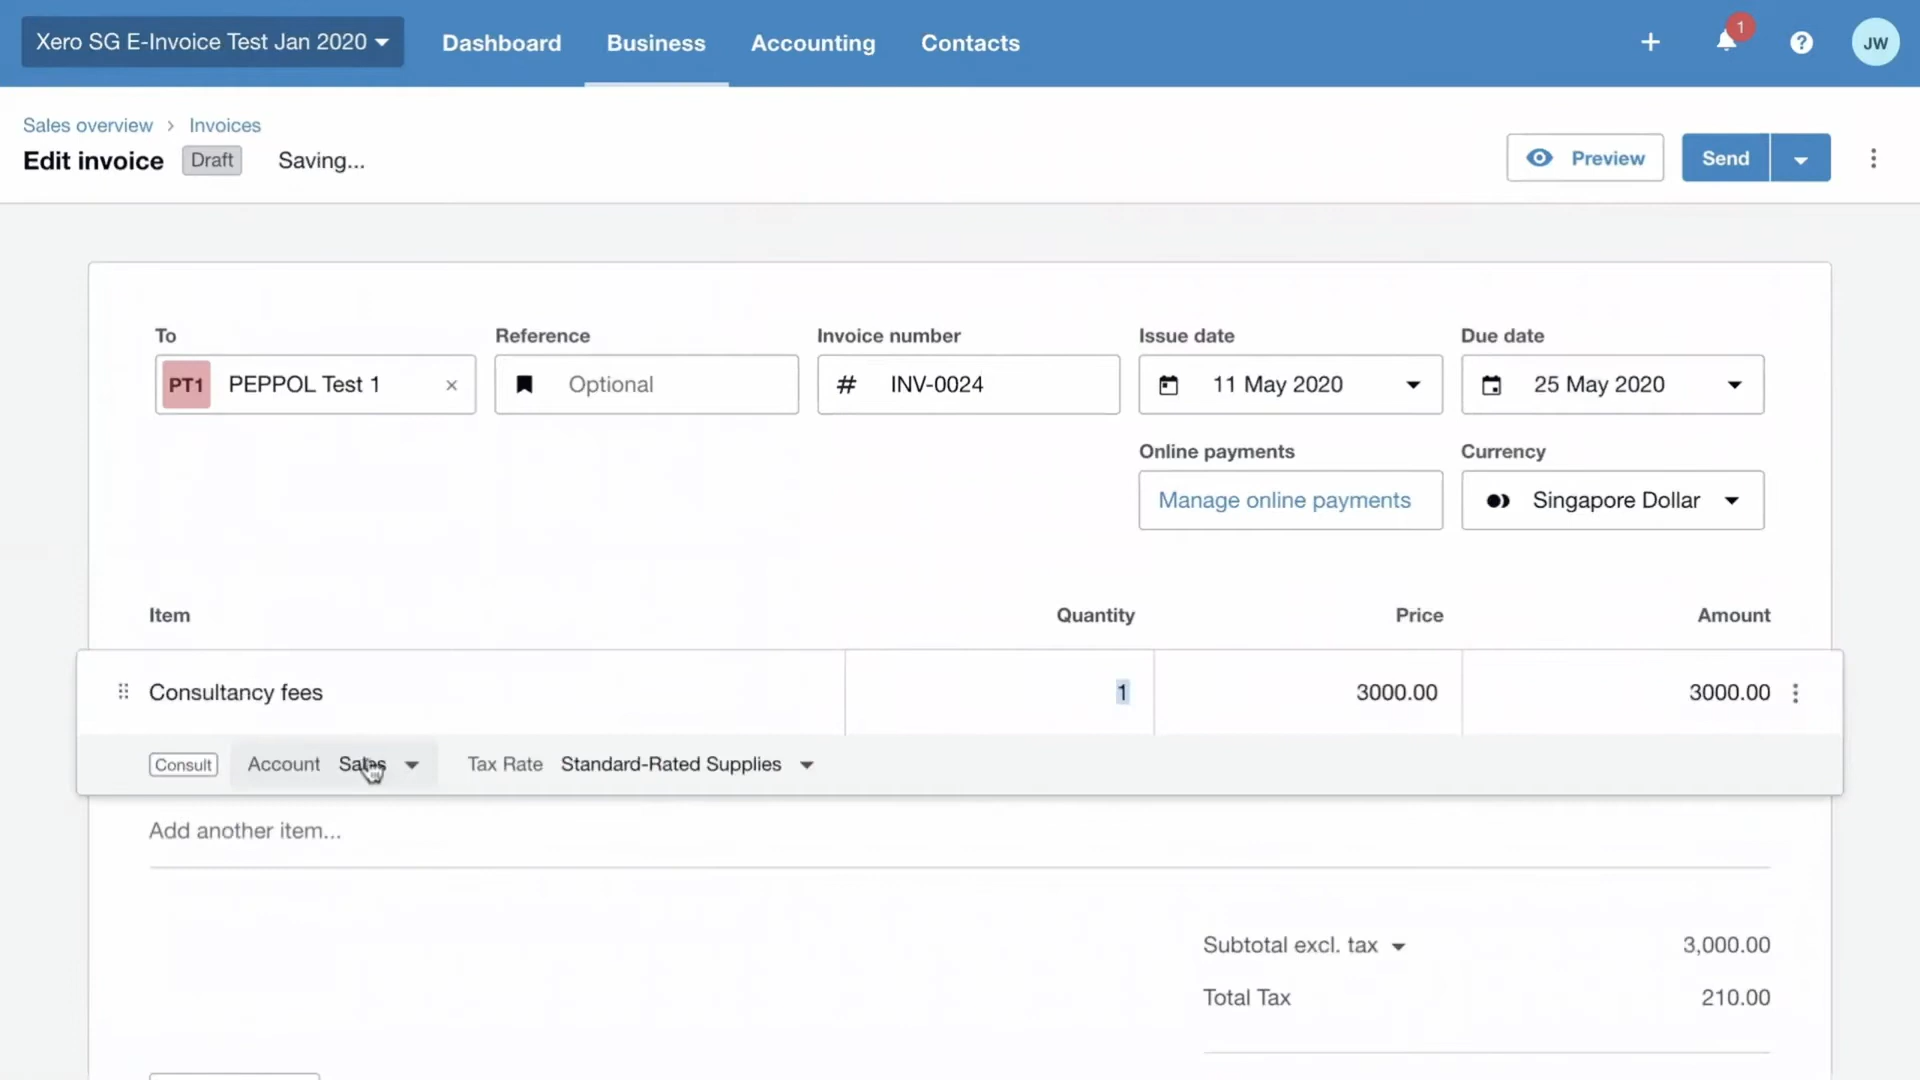 Xero SG E-Invoice Test Jan 2020 Dashboard Business Accounting Contacts 1 JW
Sales overview Invoices
Edit invoice Draft Saving... Preview Send
To Reference Invoice number Issue date Due date
PT1 PEPPOL Test 1 Optional # INV-0024 11 May 2020 25 May 2020
Online payments Currency
Manage online payments Singapore Dollar
Item Quantity Price Amount
Consultancy fees 1 3000.00 3000.00
Consult Account Sales Tax Rate Standard-Rated Supplies
Add another item...
Subtotal excl. tax 3,000.00
Total Tax 210.00